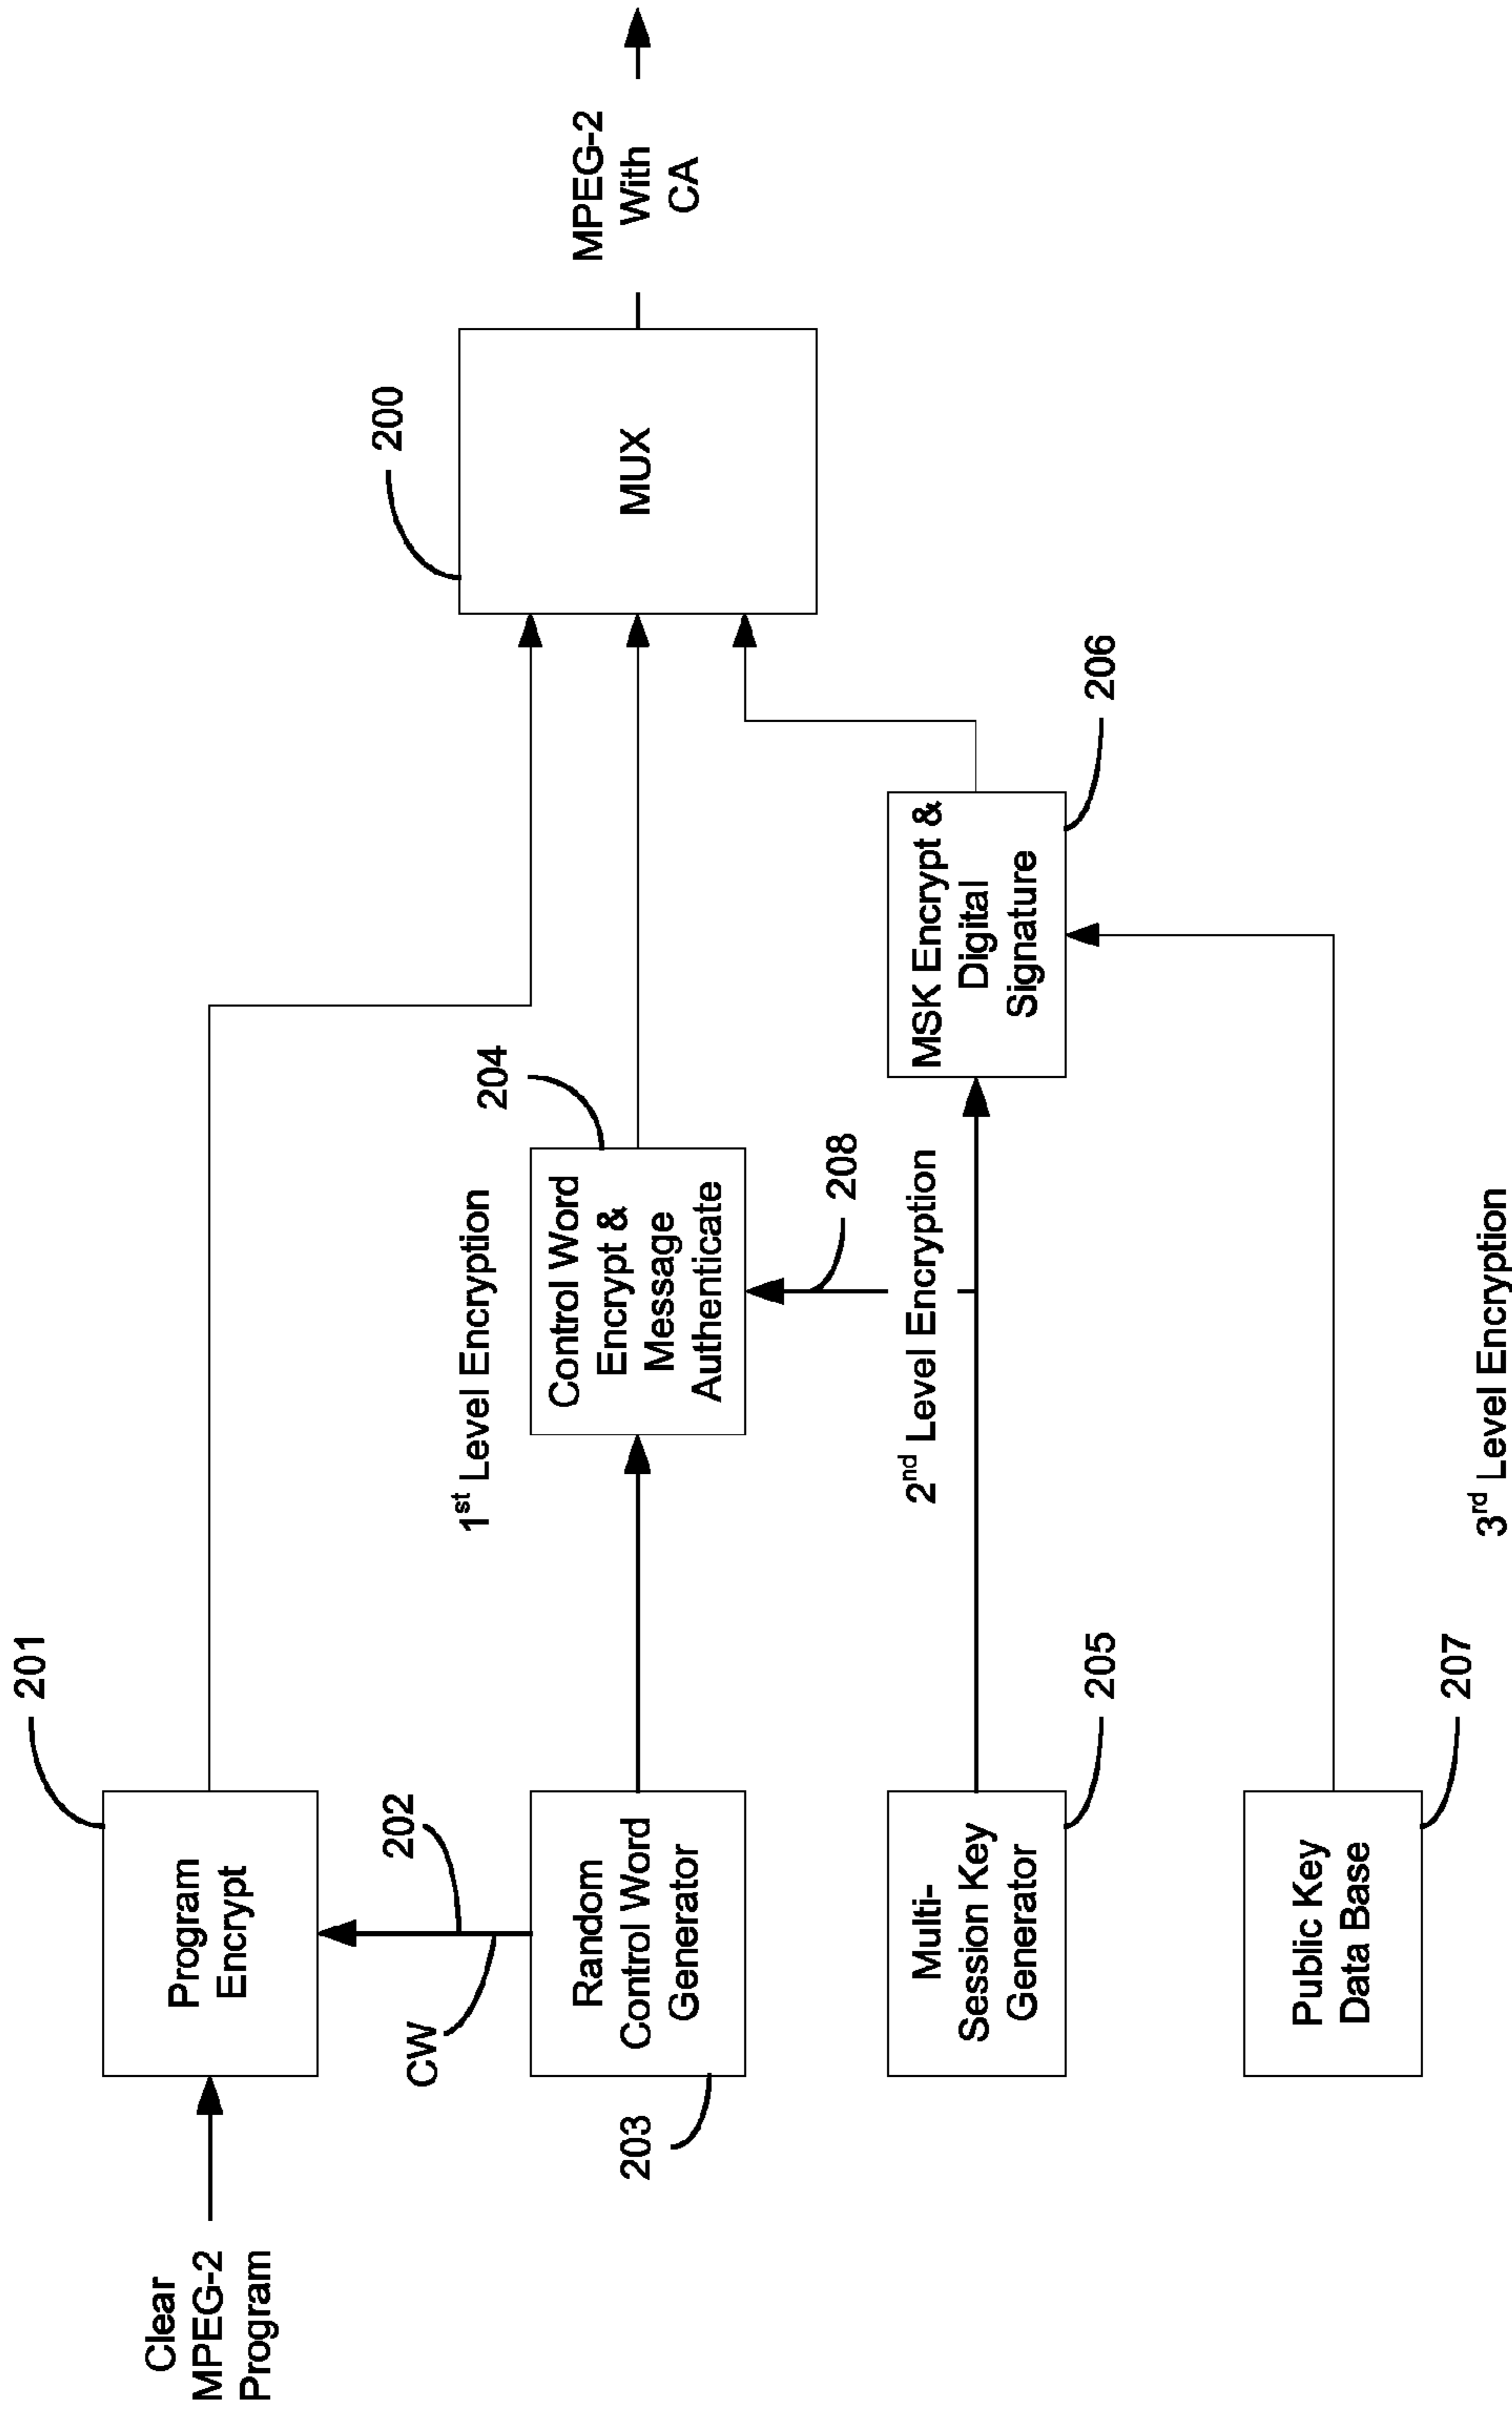 Clear
MPEG-2
Program
201
Program
Encrypt
CW
202
1st Level Encryption
203
Random
Control Word
Generator
204
Control Word
Encrypt &
Message
Authenticate
200
MUX
MPEG-2
With
CA
208
2nd Level Encryption
Multi-
Session Key
Generator
205
MSK Encrypt &
Digital
Signature
206
Public Key
Data Base
207
3rd Level Encryption